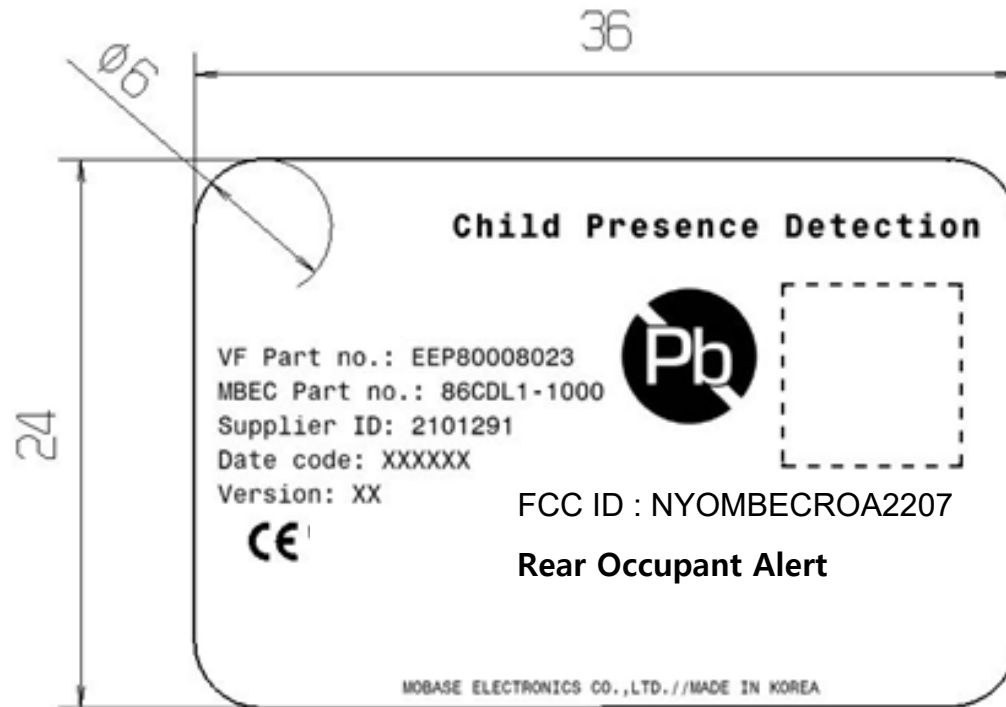 36
ø6
24
Child Presence Detection
Pb
VF Part no.: EEP80008023
MBEC Part no.: 86CDL1-1000
Supplier ID: 2101291
Date code: XXXXXX
Version: XX
CE
FCC ID : NYOMBECROA2207
Rear Occupant Alert
MOBASE ELECTRONICS CO.,LTD.//MADE IN KOREA